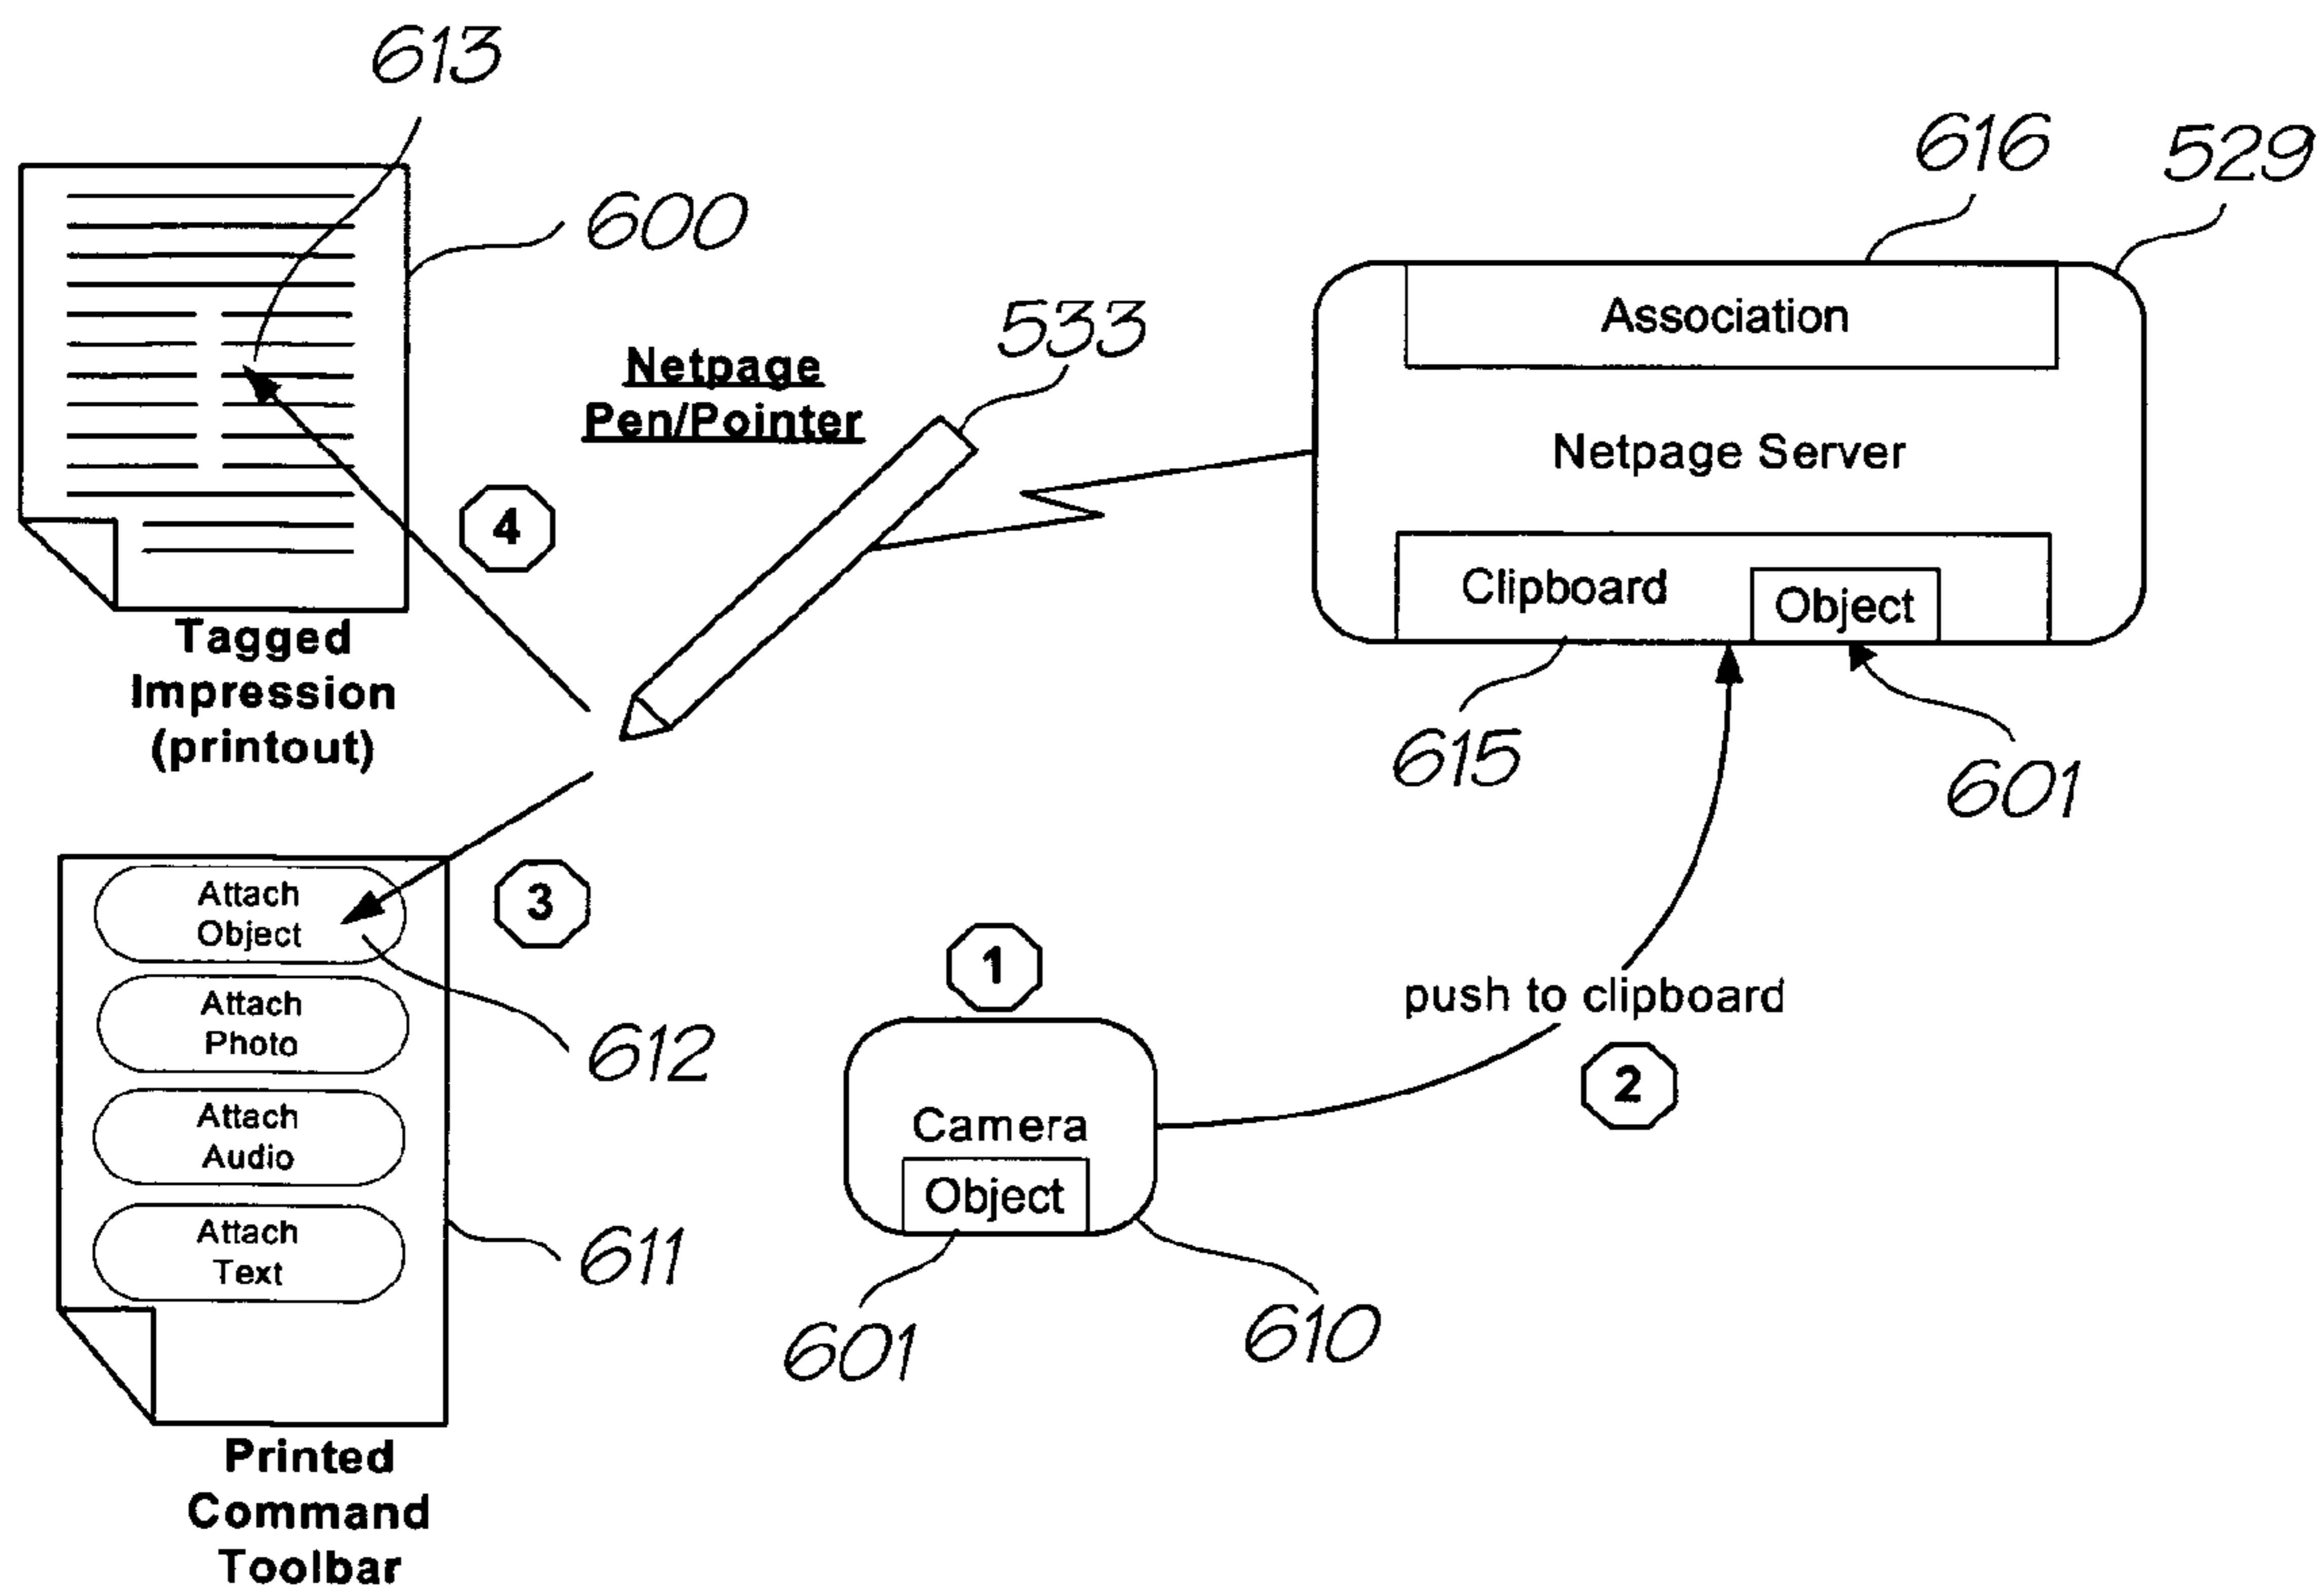 613
600
616
529
533
Netpage
Pen/Pointer
Association
Netpage Server
4
Clipboard
Object
Tagged
Impression
(printout)
615
601
3
Attach
Object
Attach
Photo
Attach
Audio
Attach
Text
612
611
1
push to clipboard
2
Camera
Object
601
610
Printed
Command
Toolbar